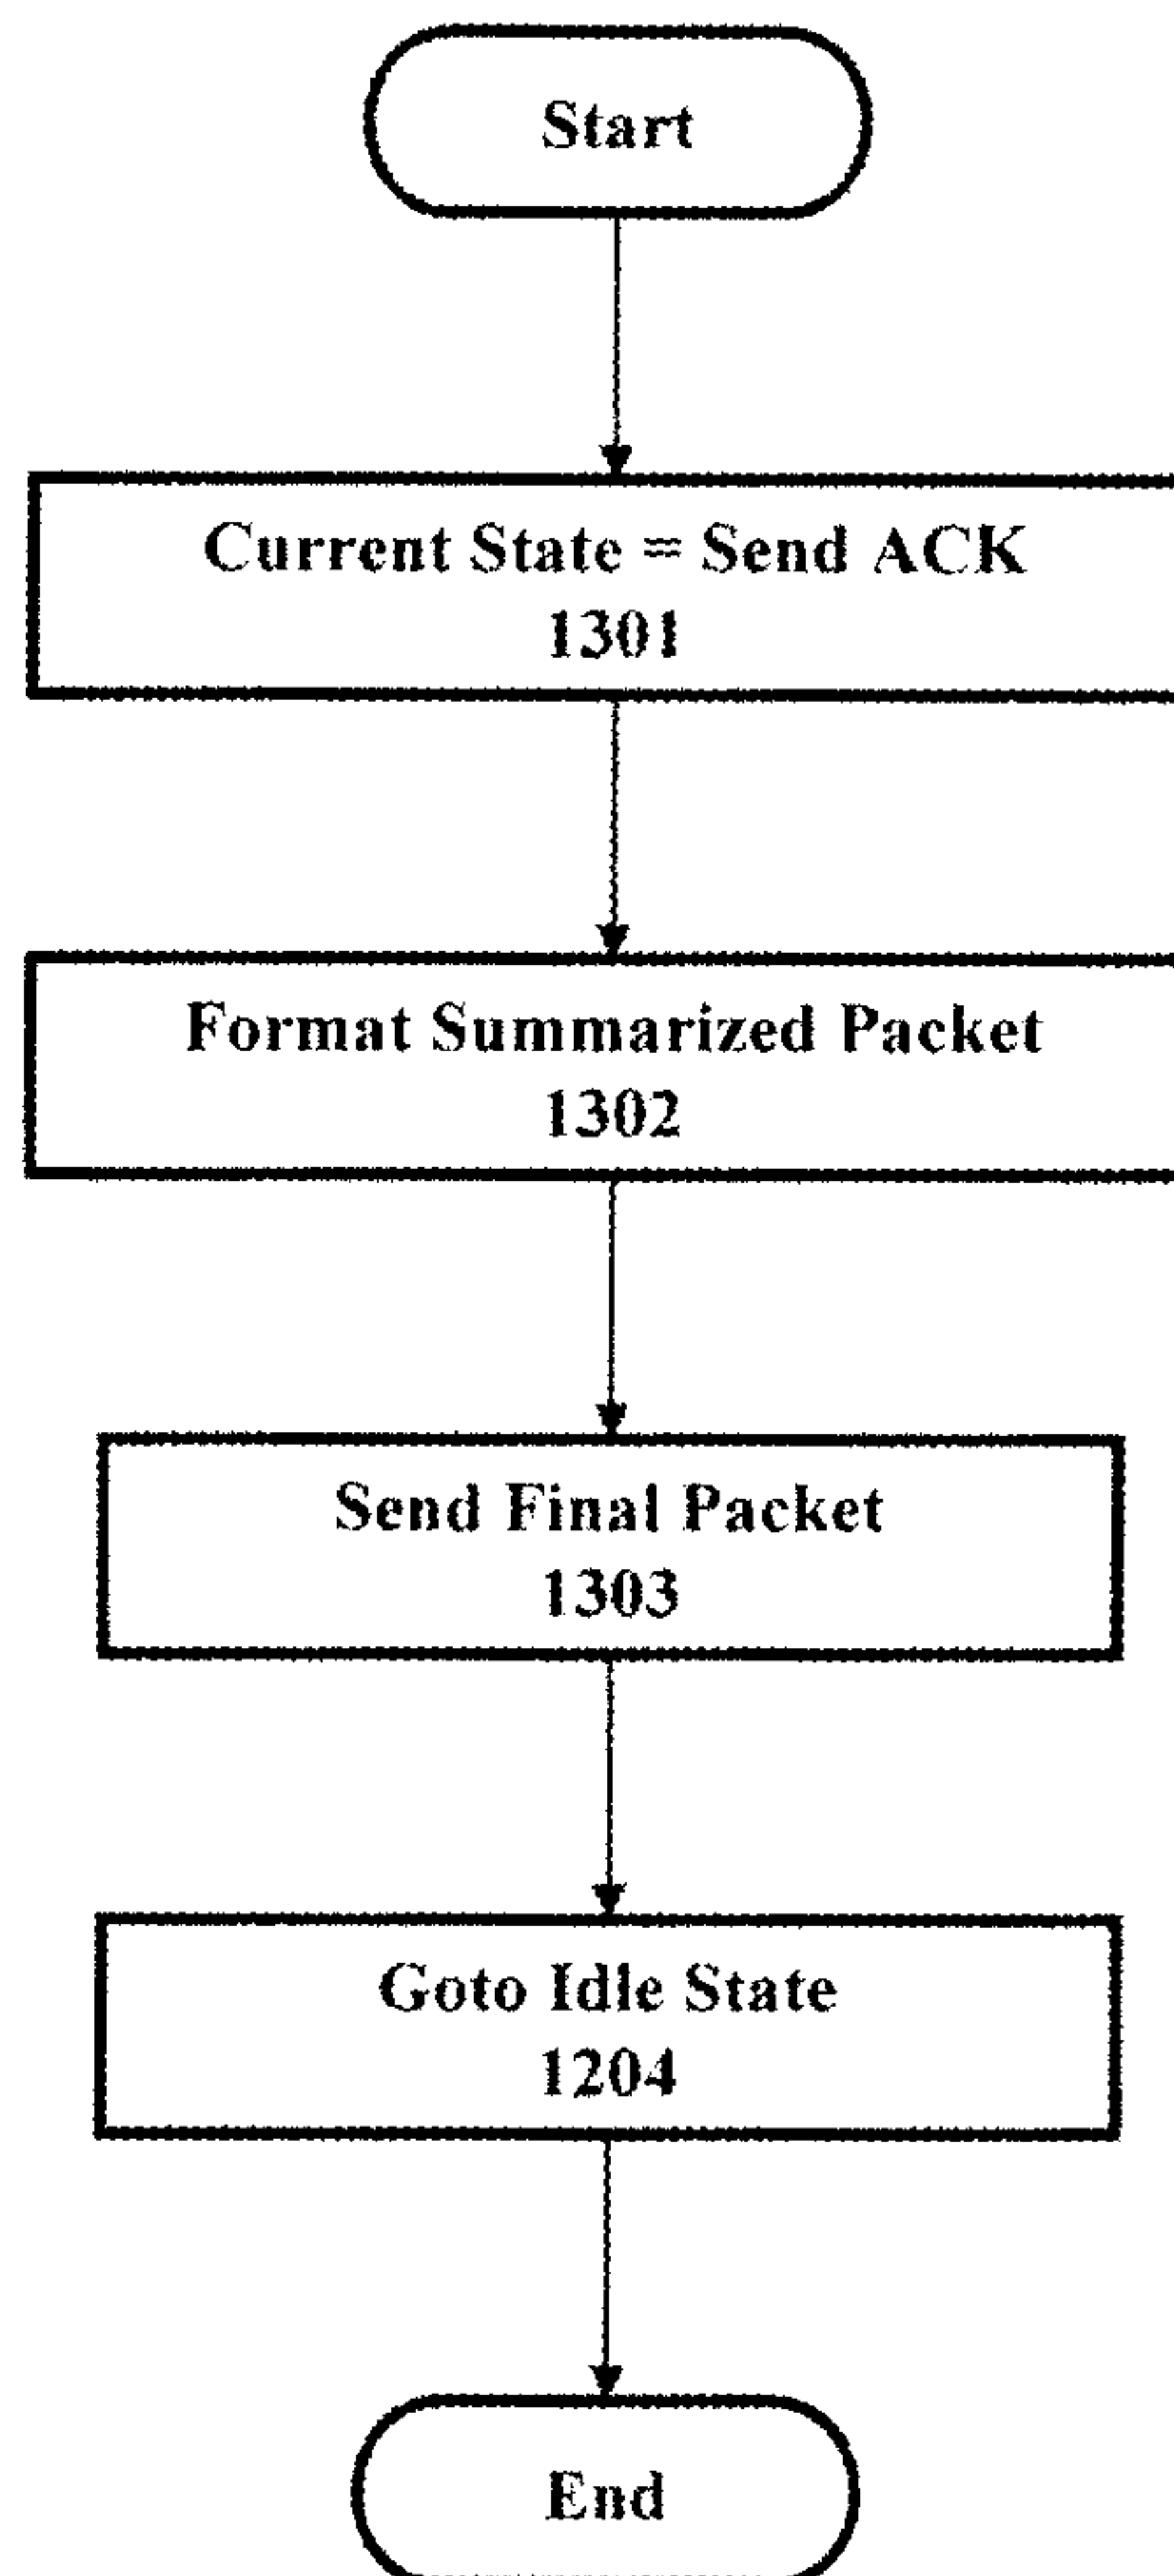 Start
Current State = Send ACK
1301
Format Summarized Packet
1302
Send Final Packet
1303
Goto Idle State
1204
End